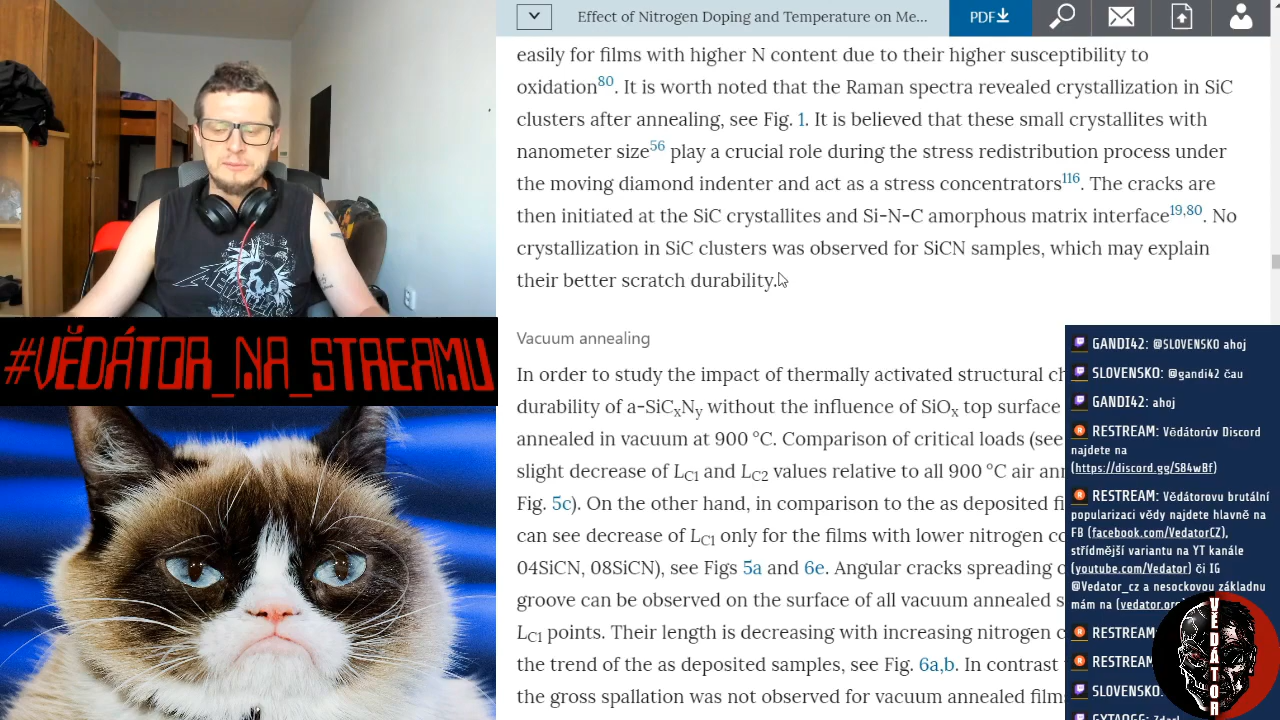 Effect of Nitrogen Doping and Temperature on Me...
PDF
easily for films with higher N content due to their higher susceptibility to
oxidation80. It is worth noted that the Raman spectra revealed crystallization in SiC
clusters after annealing, see Fig. 1. It is believed that these small crystallites with
nanometer size56 play a crucial role during the stress redistribution process under
the moving diamond indenter and act as a stress concentrators116. The cracks are
then initiated at the SiC crystallites and Si-N-C amorphous matrix interface19,80. No
crystallization in SiC clusters was observed for SiCN samples, which may explain
their better scratch durability.
Vacuum annealing
In order to study the impact of thermally activated structural ch
durability of a-SiCxNy without the influence of SiOx top surface
annealed in vacuum at 900 °C. Comparison of critical loads (see
slight decrease of LC1 and LC2 values relative to all 900 °C air ann
Fig. 5c). On the other hand, in comparison to the as deposited fi
can see decrease of LC1 only for the films with lower nitrogen co
04SiCN, 08SiCN), see Figs 5a and 6e. Angular cracks spreading o
groove can be observed on the surface of all vacuum annealed s
LC1 points. Their length is decreasing with increasing nitrogen c
the trend of the as deposited samples, see Fig. 6a,b. In contrast
the gross spallation was not observed for vacuum annealed film
#VĚDÁTOR_NA_STREAMU
GANDI42: @SLOVENSKO ahoj
SLOVENSKO: @gandi42 čau
GANDI42: ahoj
RESTREAM: Vědátorův Discord
najdete na
(https://discord.gg/S84wBf)
RESTREAM: Vědátorovu brutální
popularizaci vědy najdete hlavně na
FB (facebook.com/VedatorCZ),
střídmější variantu na YT kanále
(youtube.com/Vedator) či IG
@Vedator_cz a nesockovou základnu
mám na (vedator.org
RESTREAM:
RESTREAM
SLOVENSKO:
VĚDÁTOR